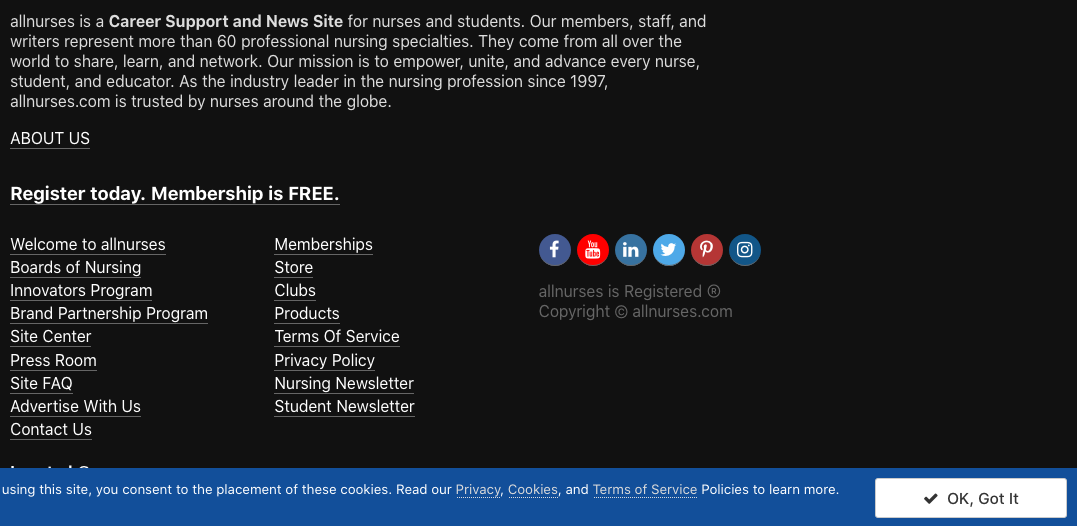 allnurses is a Career Support and News Site for nurses and students. Our members, staff, and
writers represent more than 60 professional nursing specialties. They come from all over the
world to share, learn, and network. Our mission is to empower, unite, and advance every nurse,
student, and educator. As the industry leader in the nursing profession since 1997,
allnurses.com is trusted by nurses around the globe.
ABOUT US
Register today. Membership is FREE.
Welcome to allnurses
Boards of Nursing
Innovators Program
Brand Partnership Program
Site Center
Press Room
Site FAQ
Advertise With Us
Contact Us
Memberships
Store
Clubs
Products
Terms Of Service
Privacy Policy
Nursing Newsletter
Student Newsletter
You Tube
allnurses is Registered ®
Copyright © allnurses.com
using this site, you consent to the placement of these cookies. Read our Privacy, Cookies, and Terms of Service Policies to learn more.
OK, Got It